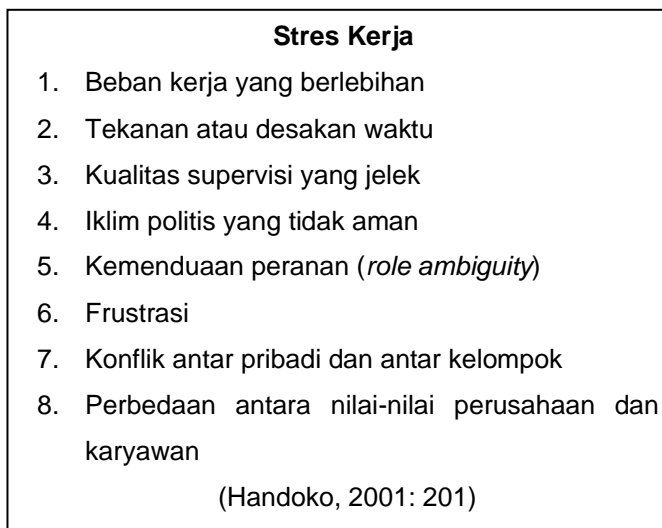 Stres Kerja
1. Beban kerja yang berlebihan
2. Tekanan atau desakan waktu
3. Kualitas supervisi yang jelek
4. Iklim politis yang tidak aman
5. Kemenduaan peranan (role ambiguity)
6. Frustrasi
7. Konflik antar pribadi dan antar kelompok
8. Perbedaan antara nilai-nilai perusahaan dan
karyawan
(Handoko, 2001: 201)